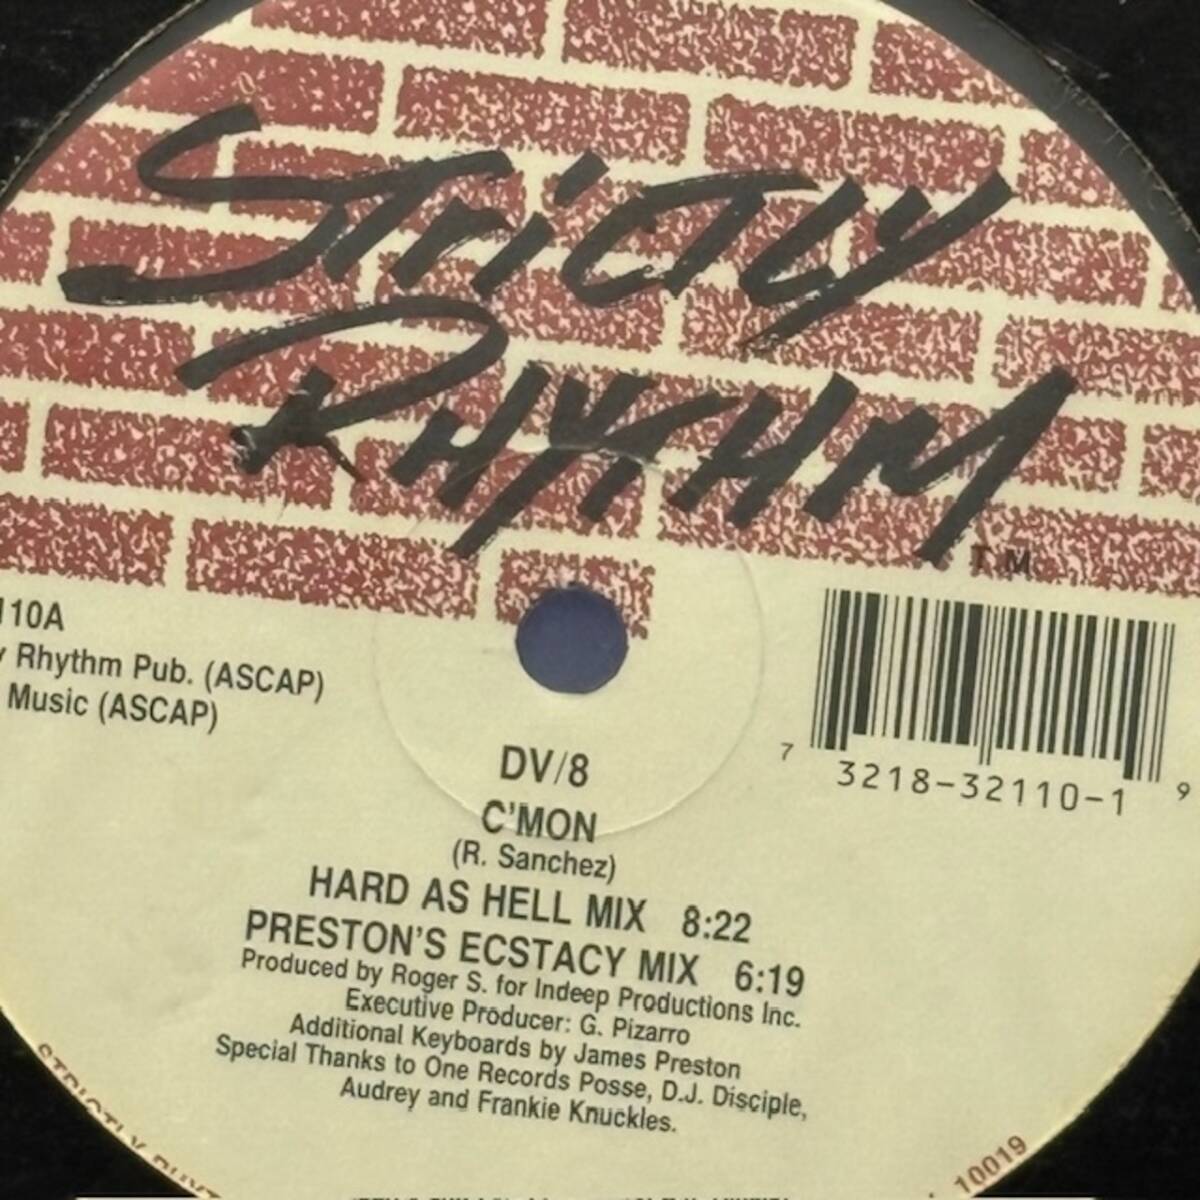 Strictly
Rhythm
TM
110A
Rhythm Pub. (ASCAP)
Music (ASCAP)
7 3218-32110-1 9
DV/8
C'MON
(R. Sanchez)
HARD AS HELL MIX 8:22
PRESTON'S ECSTACY MIX 6:19
Produced by Roger S. for Indeep Productions Inc.
Executive Producer: G. Pizarro
Additional Keyboards by James Preston
Special Thanks to One Records Posse, D.J. Disciple,
Audrey and Frankie Knuckles.
STRICTLY
10019